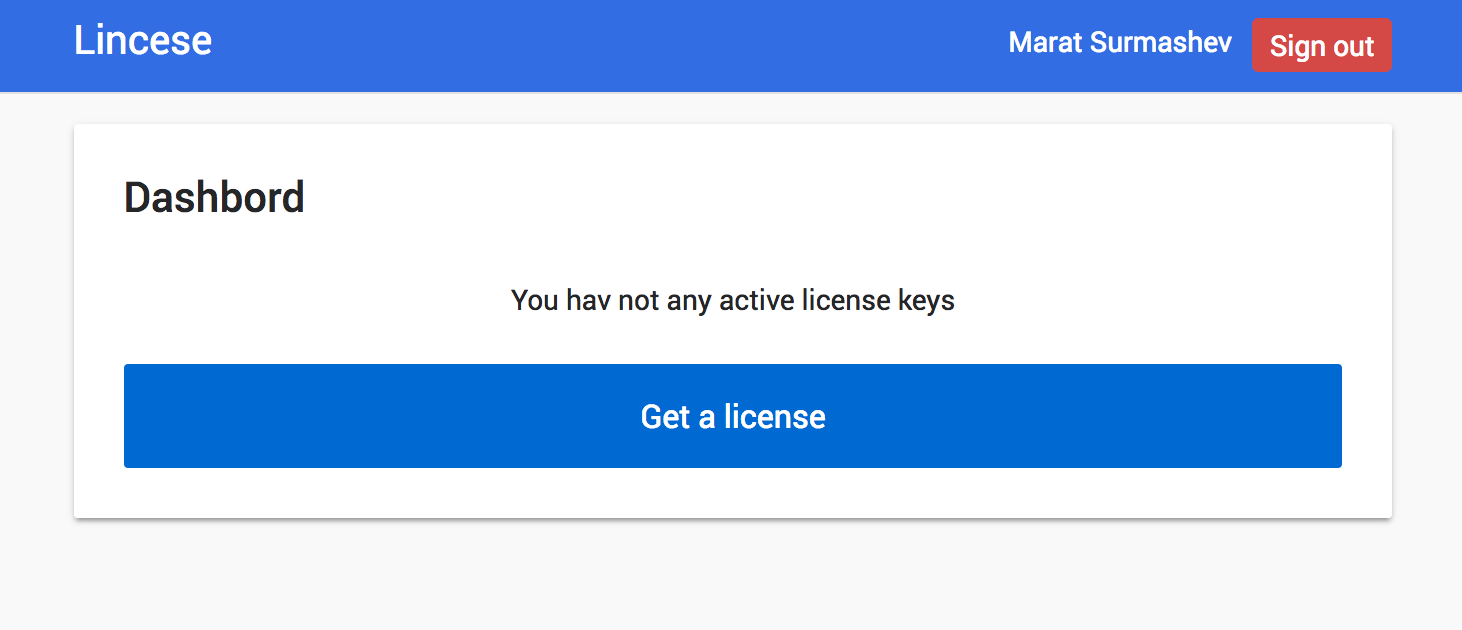 Lincese
Marat Surmashev
Sign out
Dashbord
You hav not any active license keys
Get a license